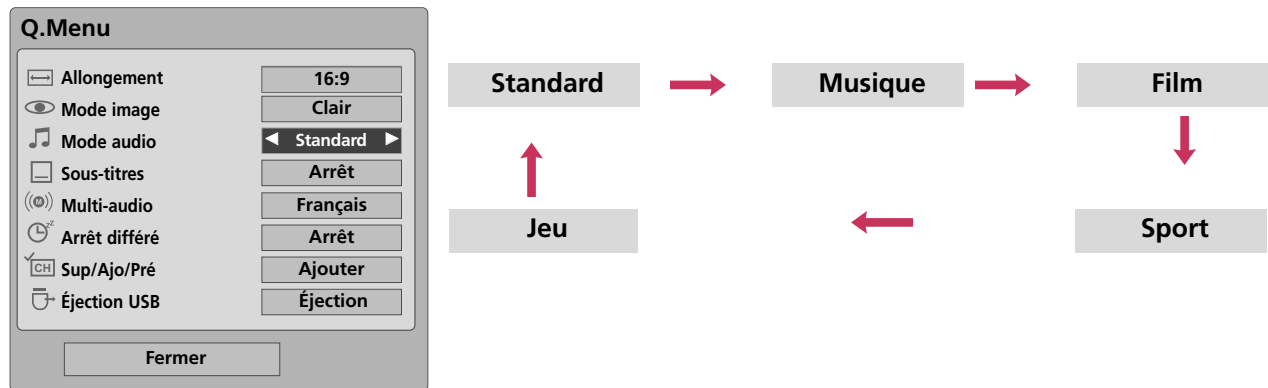 Q.Menu
Allongement 16:9
Mode image Clair
Mode audio ◄ Standard ►
Sous-titres Arrêt
((M)) Multi-audio Français
zz Arrêt différé Arrêt
CH Sup/Ajo/Pré Ajouter
Éjection USB Éjection
Fermer
Standard Musique Film
Jeu Sport